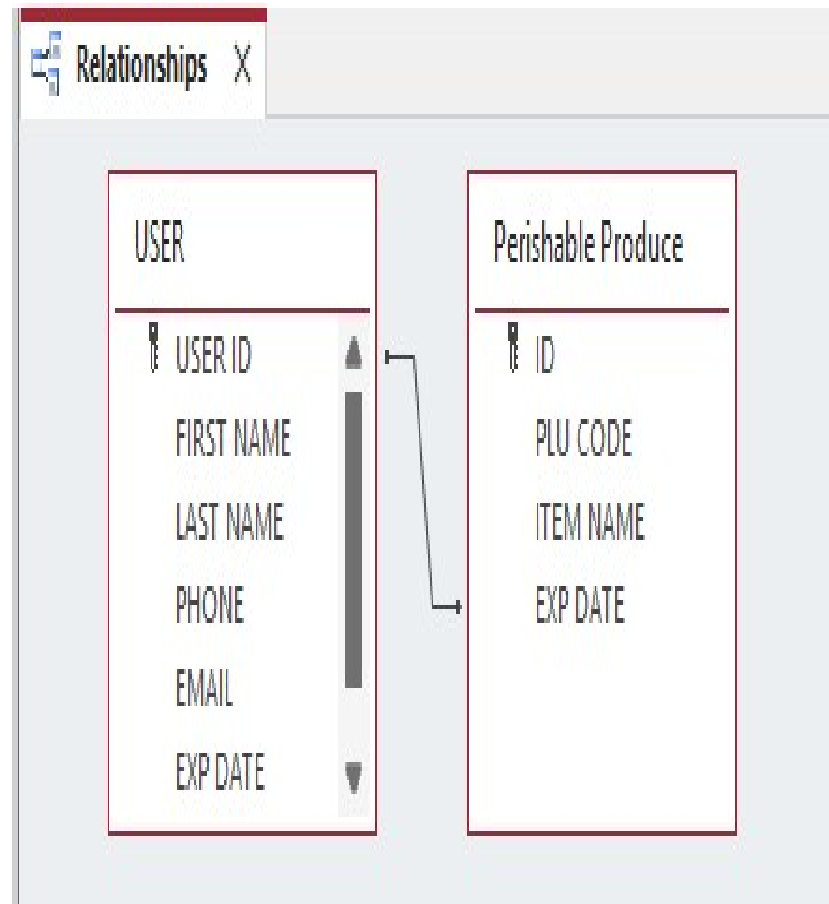 Relationships X
USER
USER ID
FIRST NAME
LAST NAME
PHONE
EMAIL
EXP DATE
Perishable Produce
ID
PLU CODE
ITEM NAME
EXP DATE